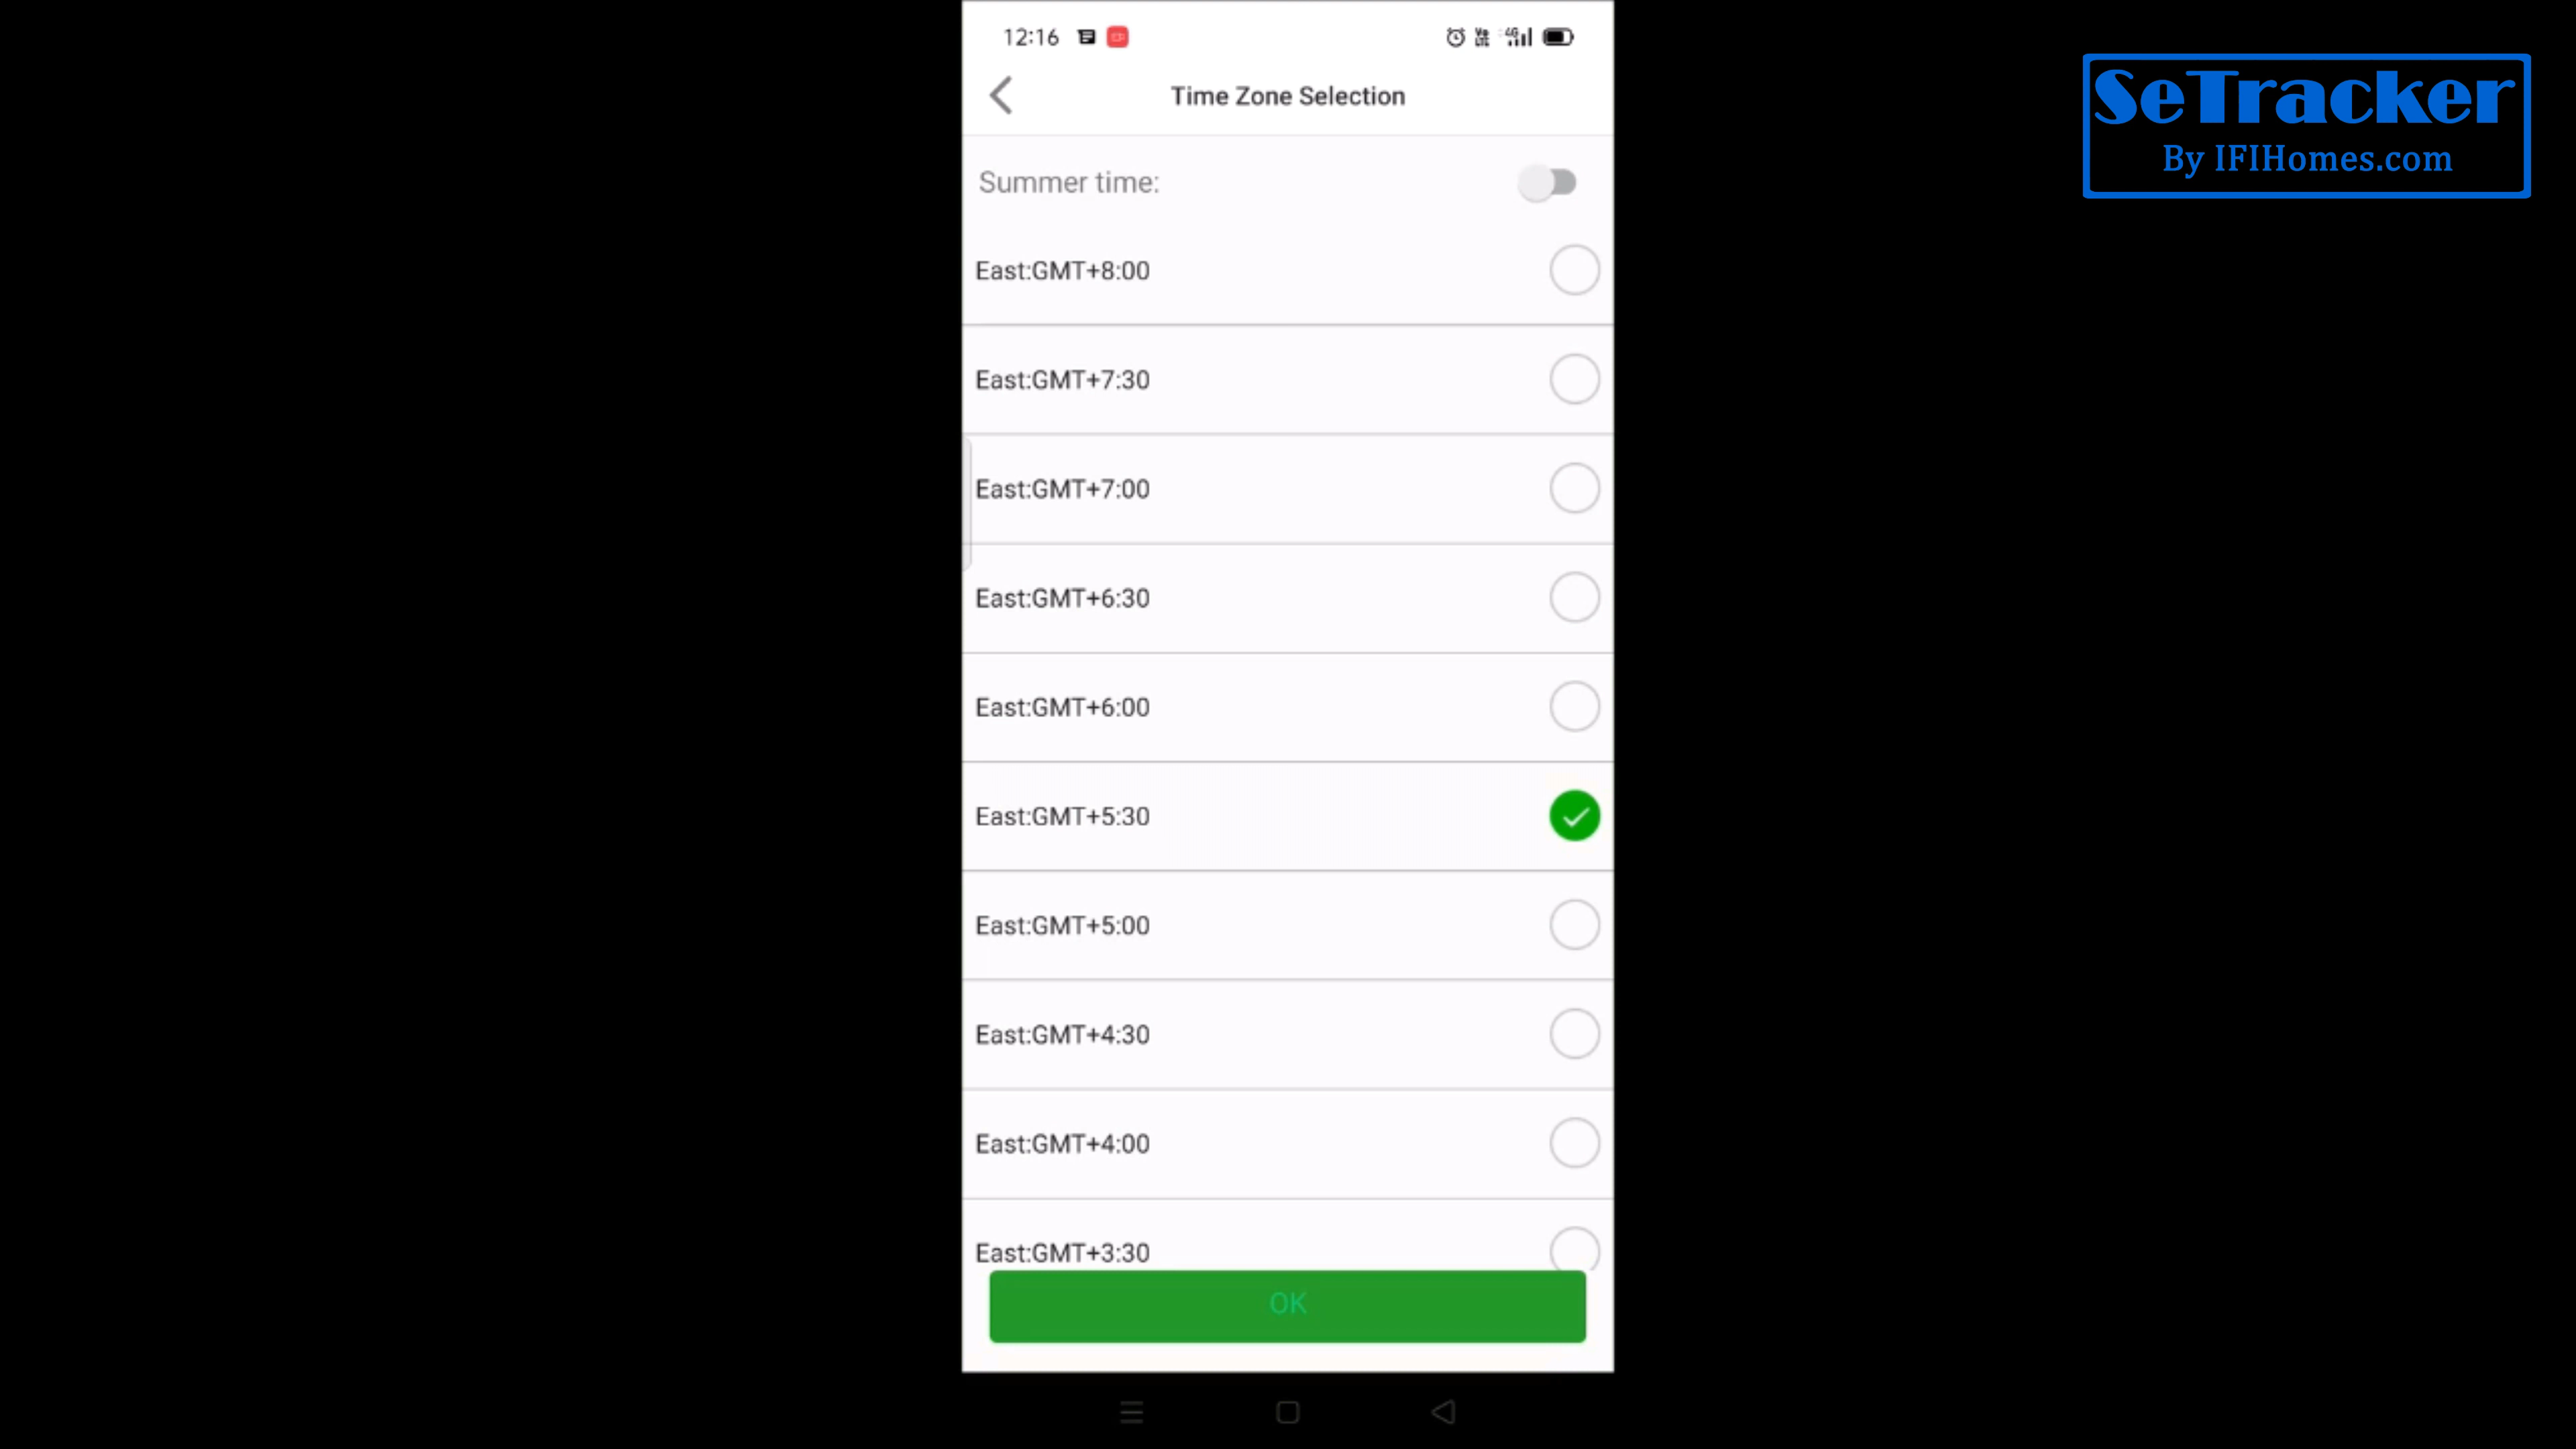 12:16
Time Zone Selection
SeTracker
By IFIHomes.com
Summer time:
East:GMT+8:00
East:GMT+7:30
East:GMT+7:00
East:GMT+6:30
East:GMT+6:00
East:GMT+5:30
East:GMT+5:00
East:GMT+4:30
East:GMT+4:00
East:GMT+3:30
OK